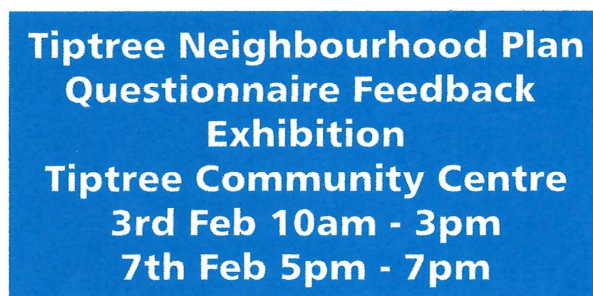 Tiptree Neighbourhood Plan
Questionnaire Feedback
Exhibition
Tiptree Community Centre
3rd Feb 10am - 3pm
7th Feb 5pm - 7pm